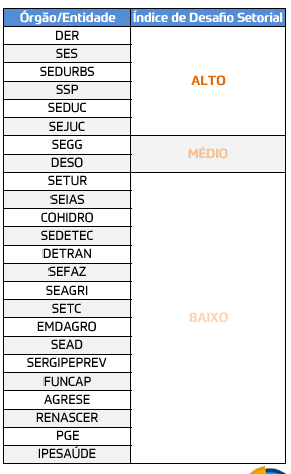 Órgão/Entidade Índice de Desafio Setorial
DER
SES
SEDURBS
SSP
ALTO
SEDUC
SEJUC
SEGG
MÉDIO
DESO
SETUR
SEIAS
COHIDRO
SEDETEC
DETRAN
SEFAZ
SEAGRI
SETC
BAIXO
EMDAGRO
SEAD
SERGIPEPREV
FUNCAP
AGRESE
RENASCER
PGE
IPESAÚDE